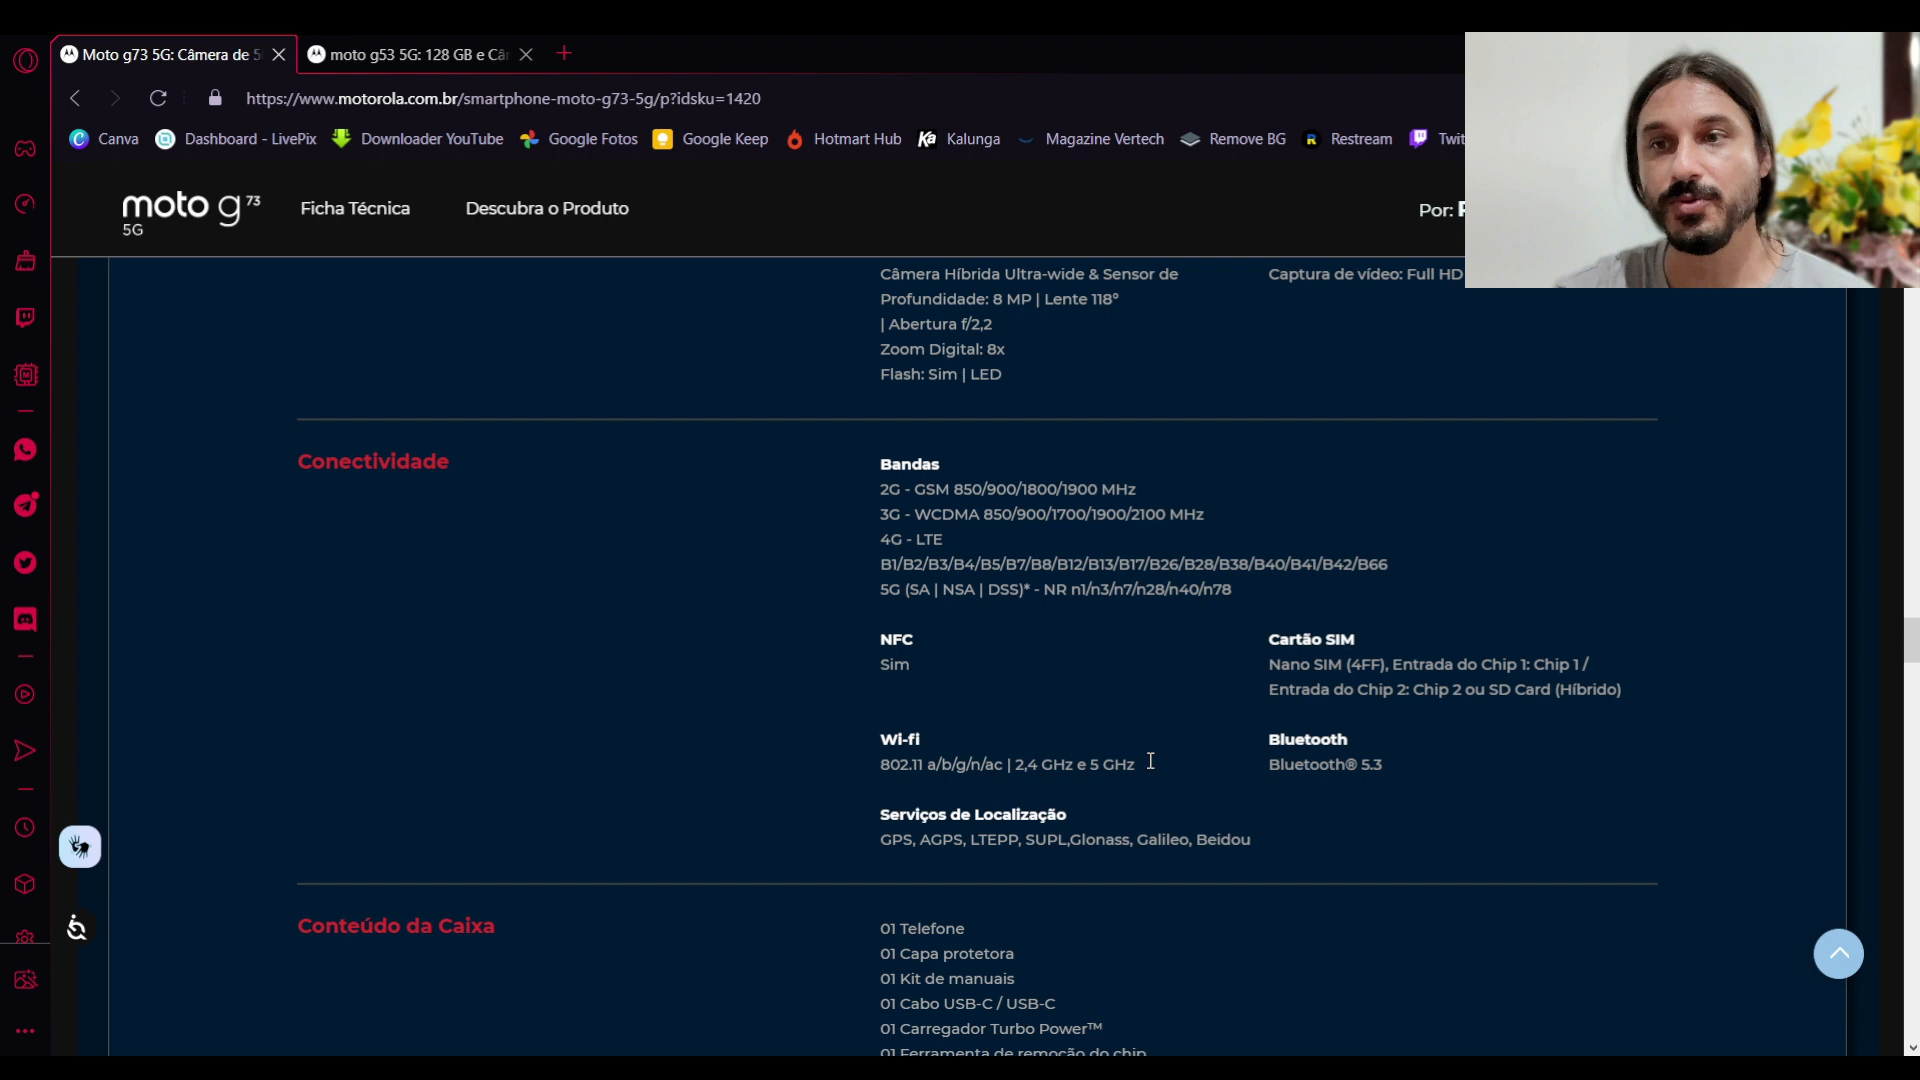 Moto g73 5G: Câmera de 5
moto g53 5G: 128 GB e Câ
https://www.motorola.com.br/smartphone-moto-g73-5g/p?idsku=1420
Canva
Dashboard - LivePix
Downloader YouTube
Google Fotos
Google Keep
Hotmart Hub
Ka Kalunga
Magazine Vertech
Remove BG
R Restream
Twit
moto g 73
5G
Ficha Técnica
Descubra o Produto
Por:
Câmera Híbrida Ultra-wide & Sensor de
Profundidade: 8 MP | Lente 118°
| Abertura f/2,2
Zoom Digital: 8x
Flash: Sim | LED
Captura de vídeo: Full HD
Conectividade
Bandas
2G - GSM 850/900/1800/1900 MHz
3G - WCDMA 850/900/1700/1900/2100 MHz
4G - LTE
B1/B2/B3/B4/B5/B7/B8/B12/B13/B17/B26/B28/B38/B40/B41/B42/B66
5G (SA | NSA | DSS)* - NR n1/n3/n7/n28/n40/n78
NFC
Sim
Cartão SIM
Nano SIM (4FF), Entrada do Chip 1: Chip 1 /
Entrada do Chip 2: Chip 2 ou SD Card (Híbrido)
Wi-fi
802.11 a/b/g/n/ac | 2,4 GHz e 5 GHz
Bluetooth
Bluetooth® 5.3
Serviços de Localização
GPS, AGPS, LTEPP, SUPL,Glonass, Galileo, Beidou
Conteúdo da Caixa
01 Telefone
01 Capa protetora
01 Kit de manuais
01 Cabo USB-C / USB-C
01 Carregador Turbo Power™
01 Ferramenta de remoção do chip